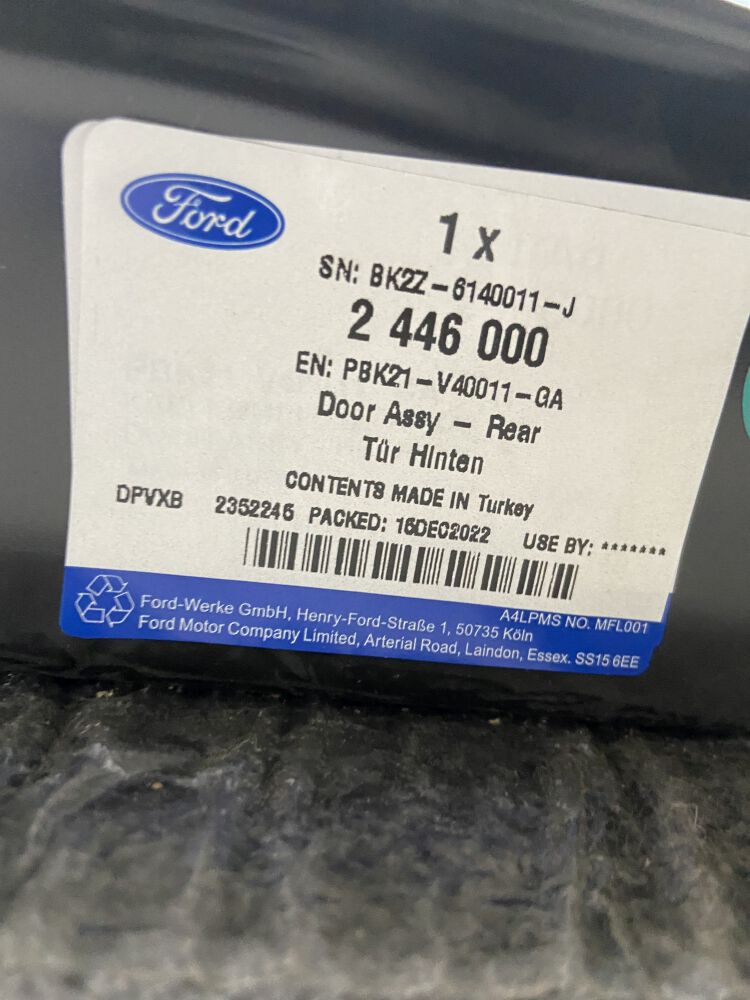 Ford
1 x
SN: BK2Z-6140011-J
2 446 000
EN: PBK21-V40011-GA
Door Assy - Rear
Tür Hinten
CONTENTS MADE IN Turkey
DPVXB 2352246 PACKED: 16DEC2022 USE BY: *******
A4LPMS NO. MFL001
Ford-Werke GmbH, Henry-Ford-Straße 1, 50735 Köln
Ford Motor Company Limited, Arterial Road, Laindon, Essex. SS15 6EE